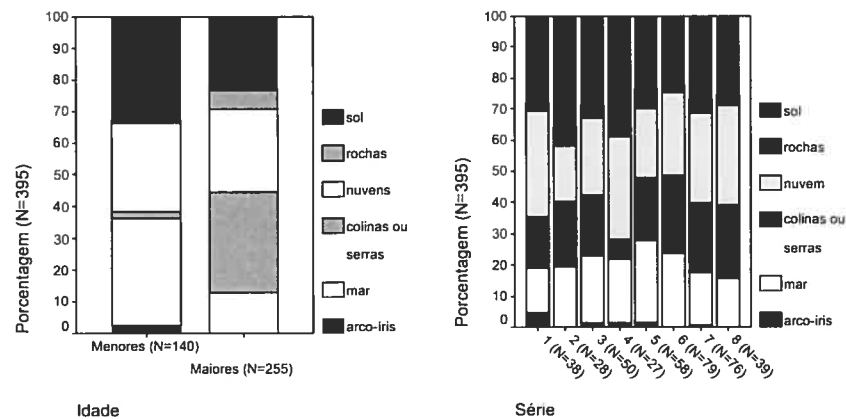 Porcentagem (N=395)
100
90
80
70
60
50
40
30
20
10
0
Menores (N=140)
Maiores (N=255)
sol
rochas
nuvens
colinas ou
serras
mar
arco-iris
Idade
Porcentagem (N=395)
100
90
80
70
60
50
40
30
20
10
0
1 (N=38)
2 (N=28)
3 (N=50)
4 (N=27)
5 (N=58)
6 (N=79)
7 (N=76)
8 (N=39)
sol
rochas
nuvem
colinas ou
serras
mar
arco-iris
Série